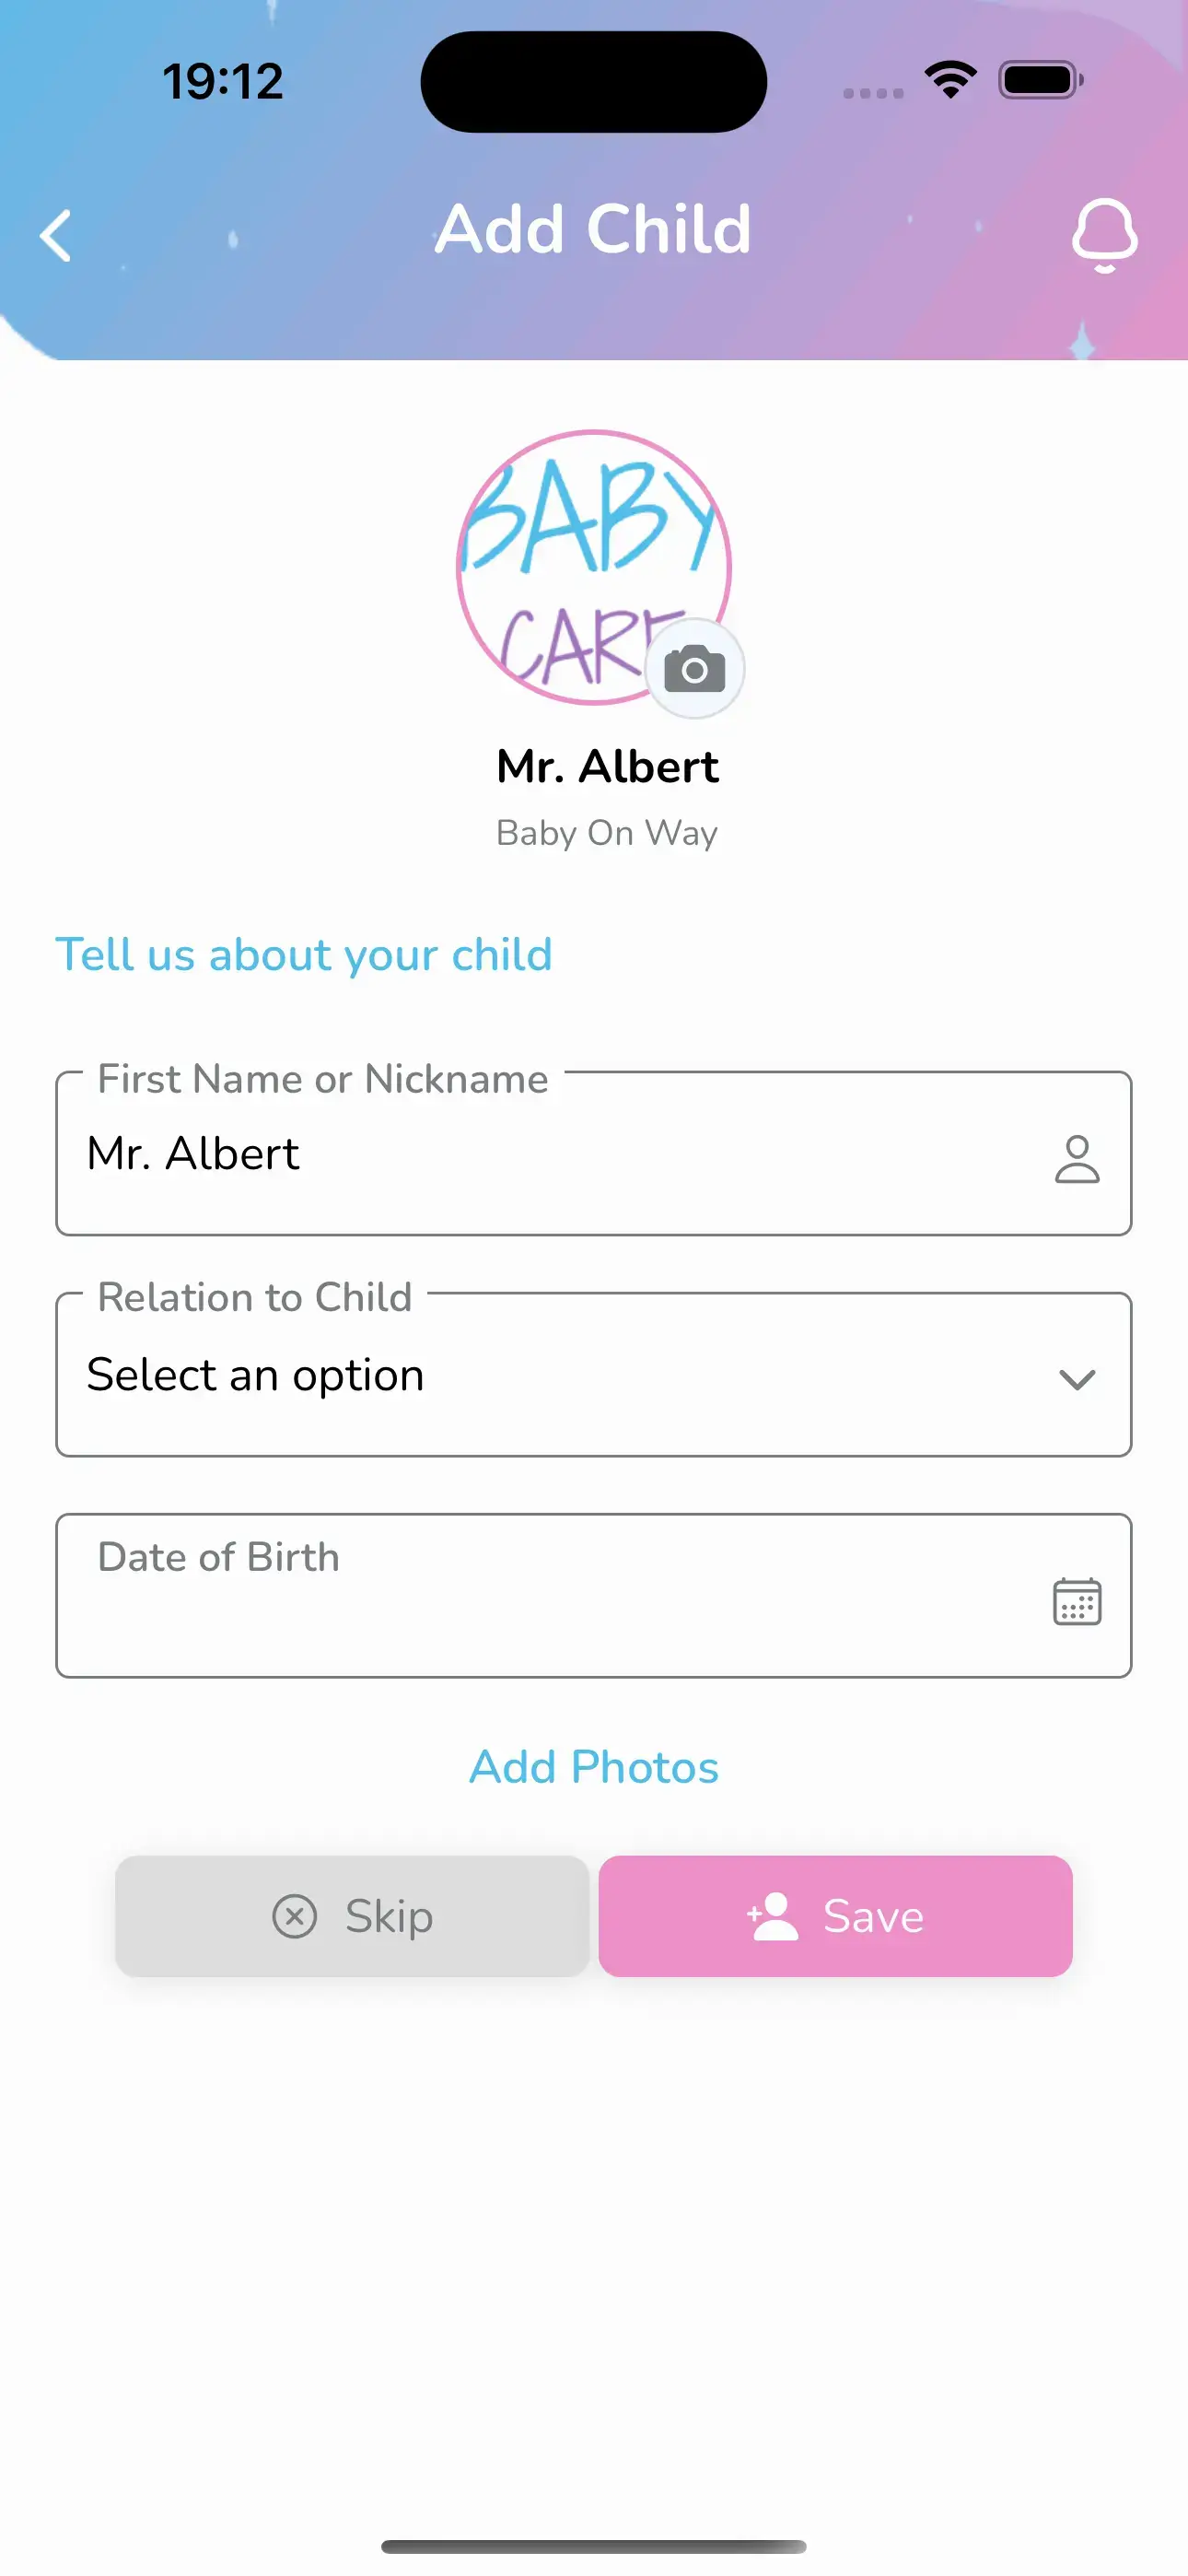 19:12
Add Child
BABY
CARE
Mr. Albert
Baby On Way
Tell us about your child
First Name or Nickname
Mr. Albert
Relation to Child
Select an option
Date of Birth
Add Photos
Skip
Save